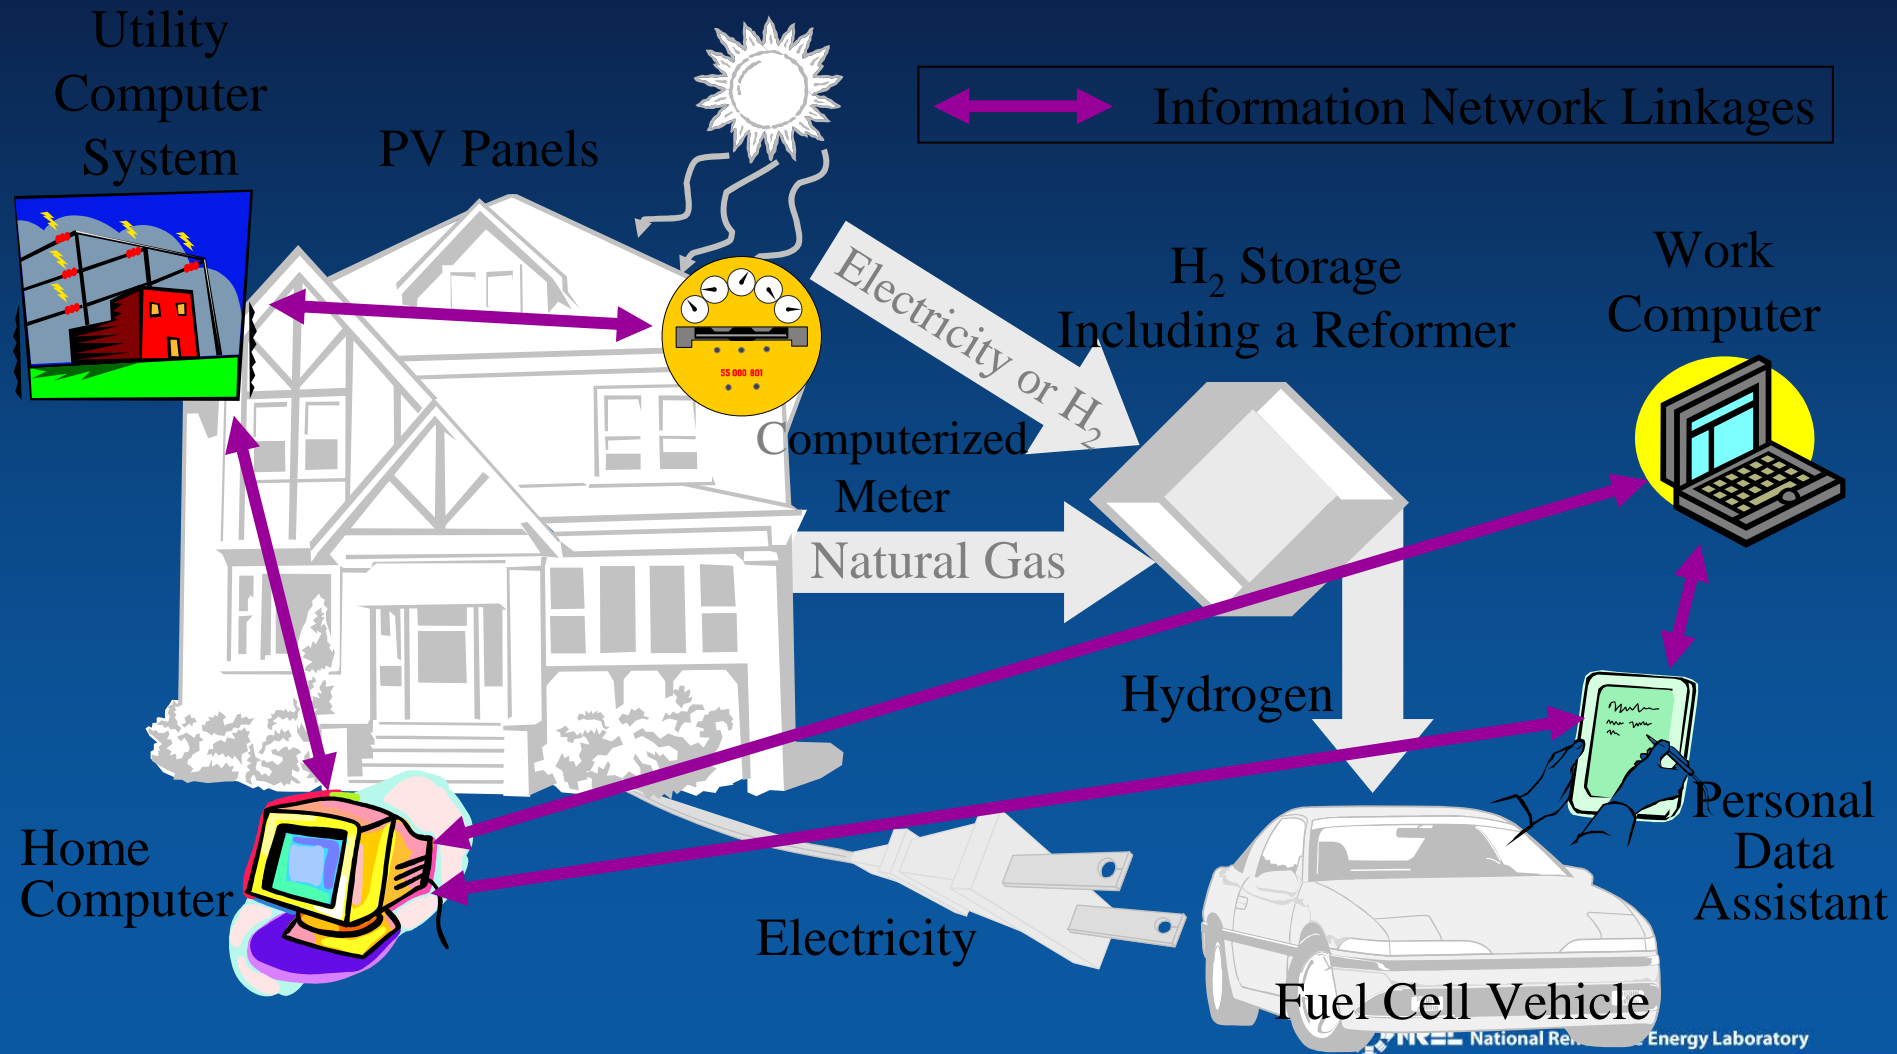 Utility
Computer
System
PV Panels
Information Network Linkages
Electricity or H₂
H₂ Storage
Including a Reformer
Work
Computer
55 000 801
Computerized
Meter
Natural Gas
Hydrogen
Home
Computer
Electricity
Personal
Data
Assistant
Fuel Cell Vehicle
NREL National Energy Laboratory